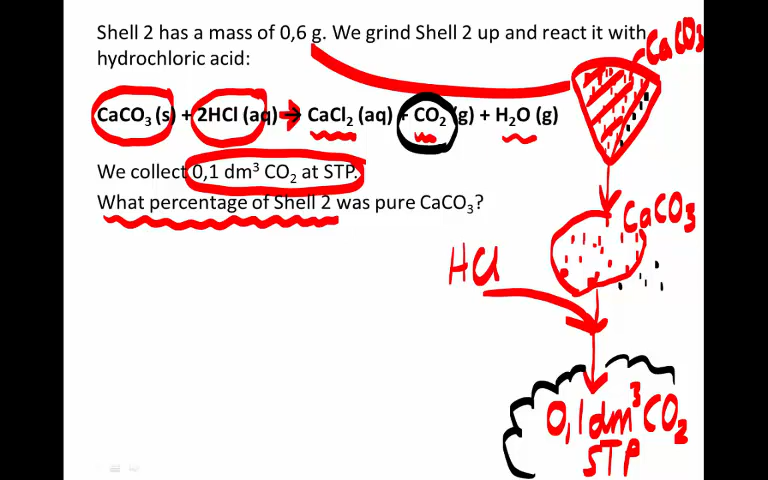 Shell 2 has a mass of 0,6 g. We grind Shell 2 up and react it with
hydrochloric acid:
CaCO₃ (s) + 2HCl (aq) → CaCl₂ (aq) + CO₂ (g) + H₂O (g)
We collect 0,1 dm³ CO₂ at STP.
What percentage of Shell 2 was pure CaCO₃?
CaCO₃
CaCO₃
HCl
0,1 dm³ CO₂
STP